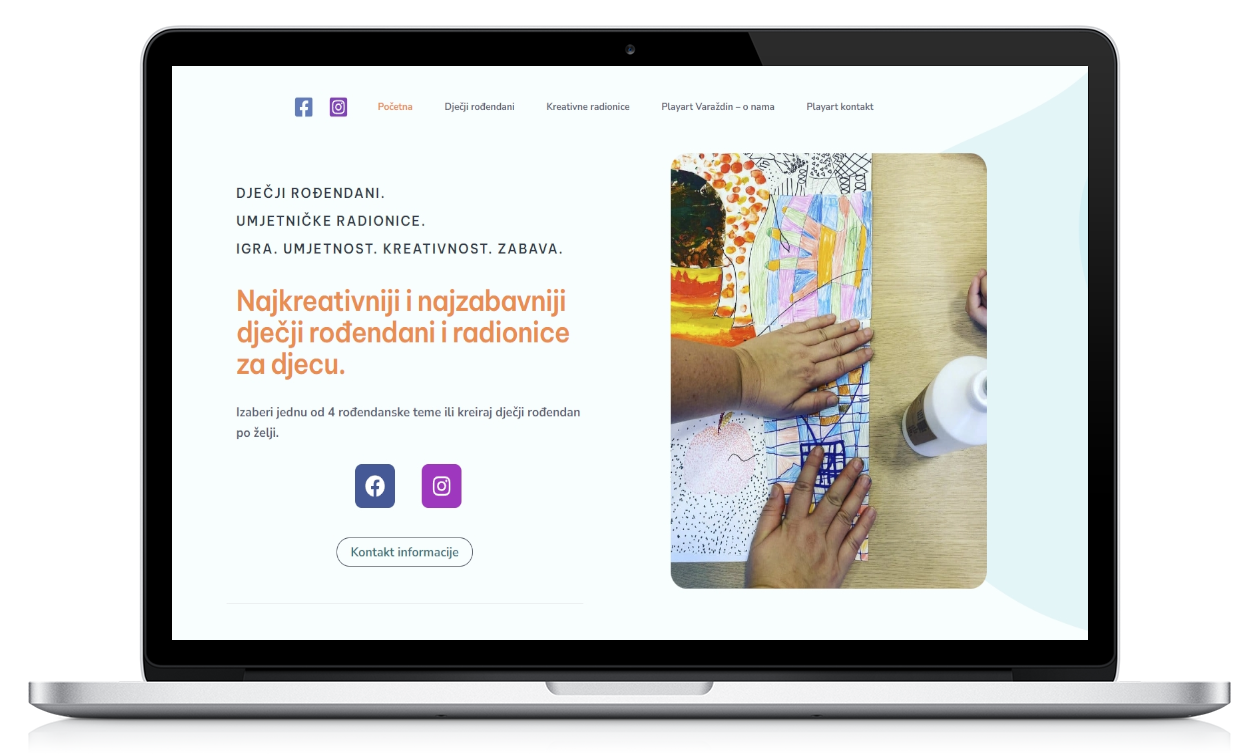 Početna Dječji rođendani Kreativne radionice Playart Varaždin – o nama Playart kontakt
DJEČJI ROĐENDANI.
UMJETNIČKE RADIONICE.
IGRA. UMJETNOST. KREATIVNOST. ZABAVA.
Najkreativniji i najzabavniji
dječji rođendani i radionice
za djecu.
Izaberi jednu od 4 rođendanske teme ili kreiraj dječji rođendan
po želji.
Kontakt informacije